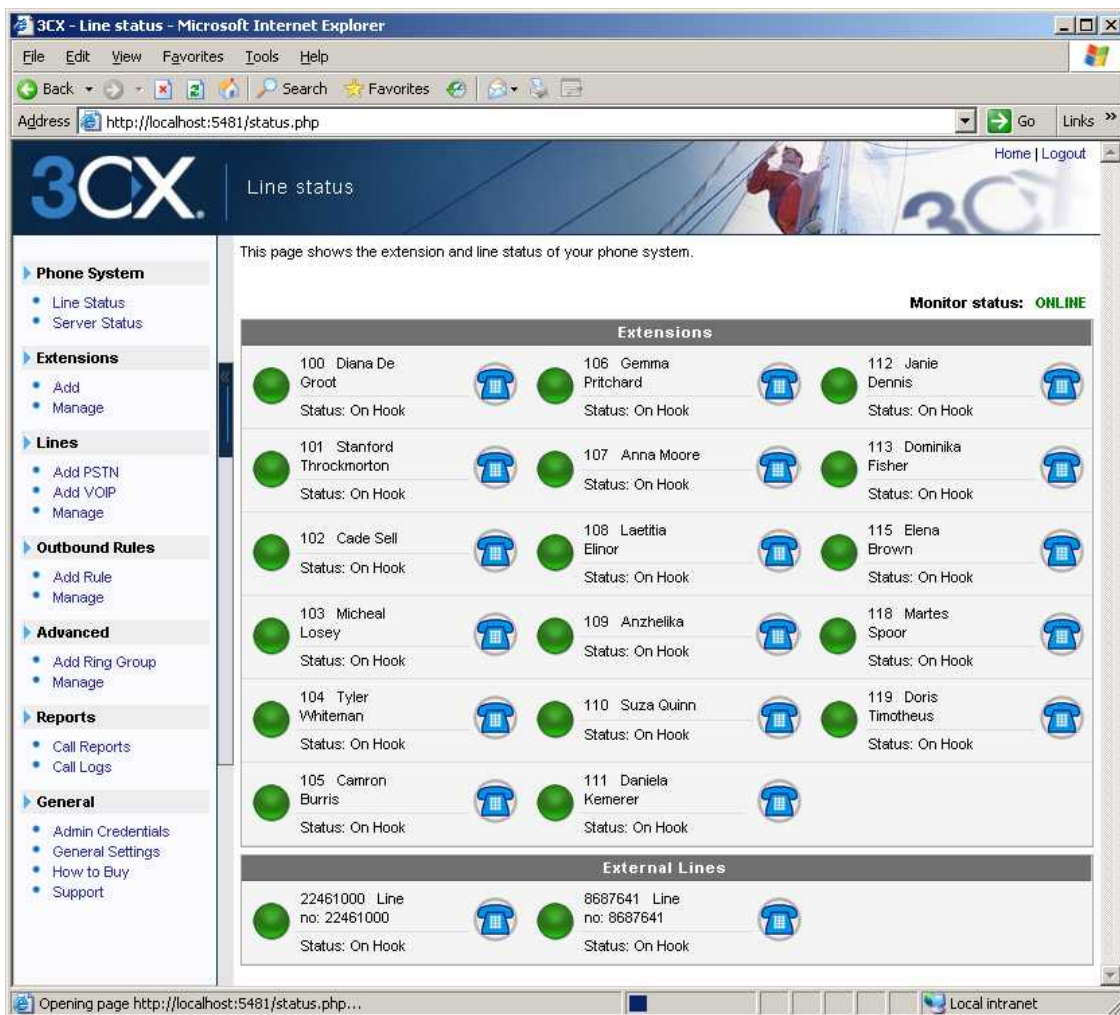 3CX - Line status - Microsoft Internet Explorer
File Edit View Favorites Tools Help
Back Search Favorites
Address http://localhost:5481/status.php Go Links »
3CX.
Line status
Home | Logout
3CX
Phone System
Line Status
Server Status
Extensions
Add
Manage
Lines
Add PSTN
Add VOIP
Manage
Outbound Rules
Add Rule
Manage
Advanced
Add Ring Group
Manage
Reports
Call Reports
Call Logs
General
Admin Credentials
General Settings
How to Buy
Support
This page shows the extension and line status of your phone system.
Monitor status: ONLINE
Extensions
100 Diana De
Groot
Status: On Hook
106 Gemma
Pritchard
Status: On Hook
112 Janie
Dennis
Status: On Hook
101 Stanford
Throckmorton
Status: On Hook
107 Anna Moore
Status: On Hook
113 Dominika
Fisher
Status: On Hook
102 Cade Sell
Status: On Hook
108 Laetitia
Elinor
Status: On Hook
115 Elena
Brown
Status: On Hook
103 Micheal
Losey
Status: On Hook
109 Anzhelika
Status: On Hook
118 Martes
Spoor
Status: On Hook
104 Tyler
Whiteman
Status: On Hook
110 Suza Quinn
Status: On Hook
119 Doris
Timotheus
Status: On Hook
105 Camron
Burris
Status: On Hook
111 Daniela
Kemerer
Status: On Hook
External Lines
22461000 Line
no: 22461000
Status: On Hook
8687641 Line
no: 8687641
Status: On Hook
Opening page http://localhost:5481/status.php... Local intranet